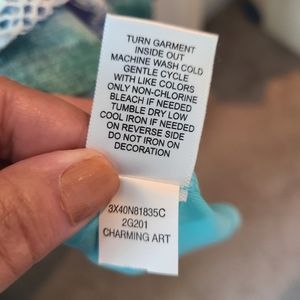 TURN GARMENT
INSIDE OUT
MACHINE WASH COLD
GENTLE CYCLE
WITH LIKE COLORS
ONLY NON-CHLORINE
BLEACH IF NEEDED
TUMBLE DRY LOW
COOL IRON IF NEEDED
ON REVERSE SIDE
DO NOT IRON ON
DECORATION
3X40N81835C
2G201
CHARMING ART